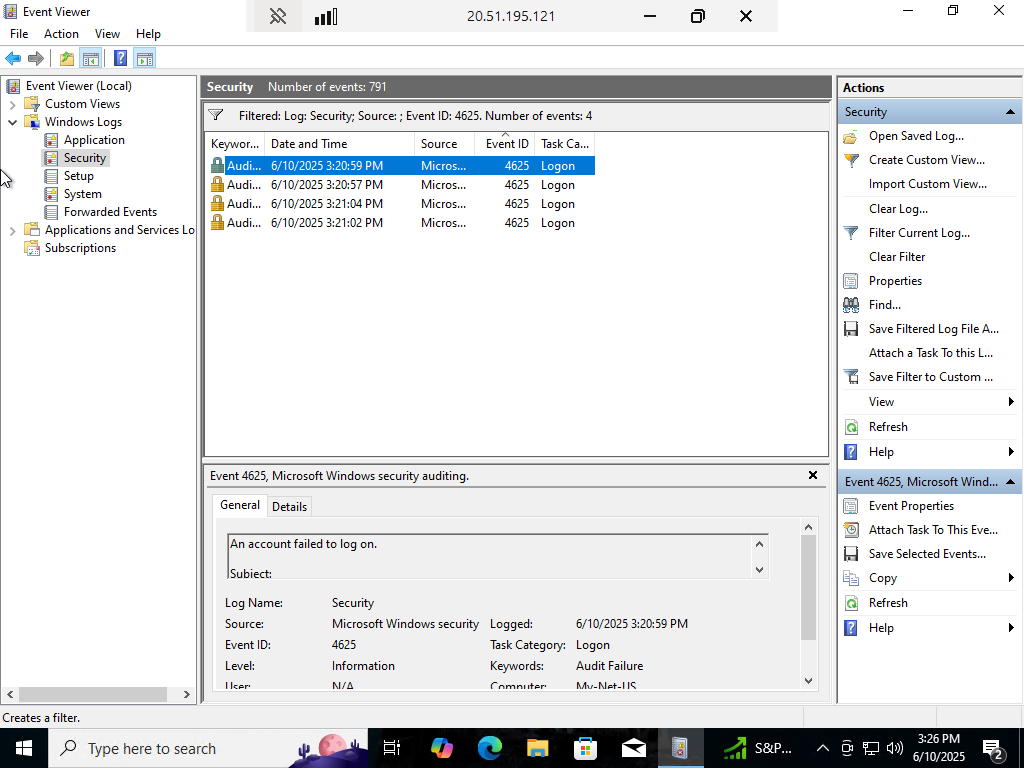 Event Viewer
20.51.195.121
File Action View Help
Event Viewer (Local)
Custom Views
Windows Logs
Application
Security
Setup
System
Forwarded Events
Applications and Services Lo
Subscriptions
Security Number of events: 791
Filtered: Log: Security; Source: ; Event ID: 4625. Number of events: 4
Keywor... Date and Time Source Event ID Task Ca...
Audi... 6/10/2025 3:20:59 PM Micros... 4625 Logon
Audi... 6/10/2025 3:20:57 PM Micros... 4625 Logon
Audi... 6/10/2025 3:21:04 PM Micros... 4625 Logon
Audi... 6/10/2025 3:21:02 PM Micros... 4625 Logon
Event 4625, Microsoft Windows security auditing.
General Details
An account failed to log on.
Subject:
Log Name: Security
Source: Microsoft Windows security Logged: 6/10/2025 3:20:59 PM
Event ID: 4625 Task Category: Logon
Level: Information Keywords: Audit Failure
User: N/A Computer: My-Net-US
Actions
Security
Open Saved Log...
Create Custom View...
Import Custom View...
Clear Log...
Filter Current Log...
Clear Filter
Properties
Find...
Save Filtered Log File A...
Attach a Task To this L...
Save Filter to Custom ...
View
Refresh
Help
Event 4625, Microsoft Wind...
Event Properties
Attach Task To This Eve...
Save Selected Events...
Copy
Refresh
Help
Creates a filter.
Type here to search
S&P...
3:26 PM
6/10/2025
2